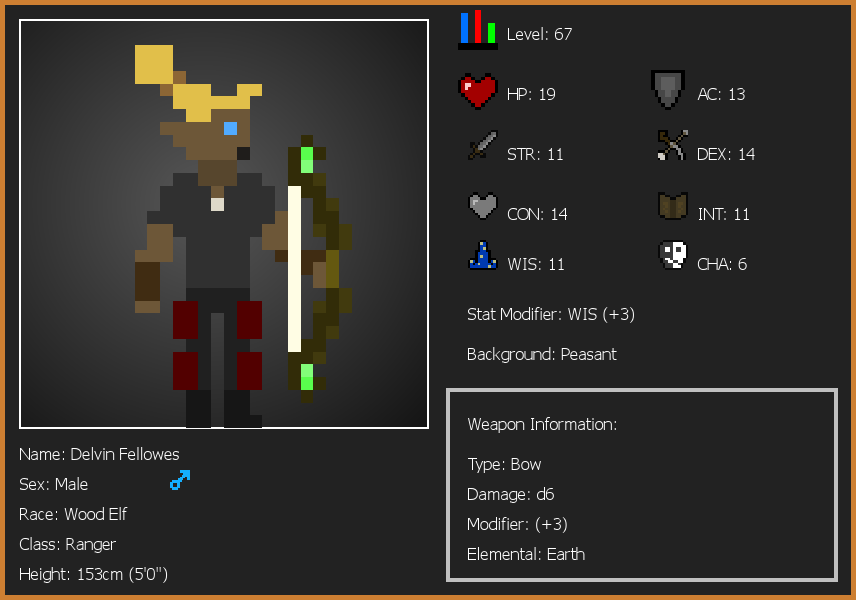 Level: 67
HP: 19
AC: 13
STR: 11
DEX: 14
CON: 14
INT: 11
WIS: 11
CHA: 6
Stat Modifier: WIS (+3)
Background: Peasant
Weapon Information:
Type: Bow
Damage: d6
Modifier: (+3)
Elemental: Earth
Name: Delvin Fellowes
Sex: Male
Race: Wood Elf
Class: Ranger
Height: 153cm (5'0")